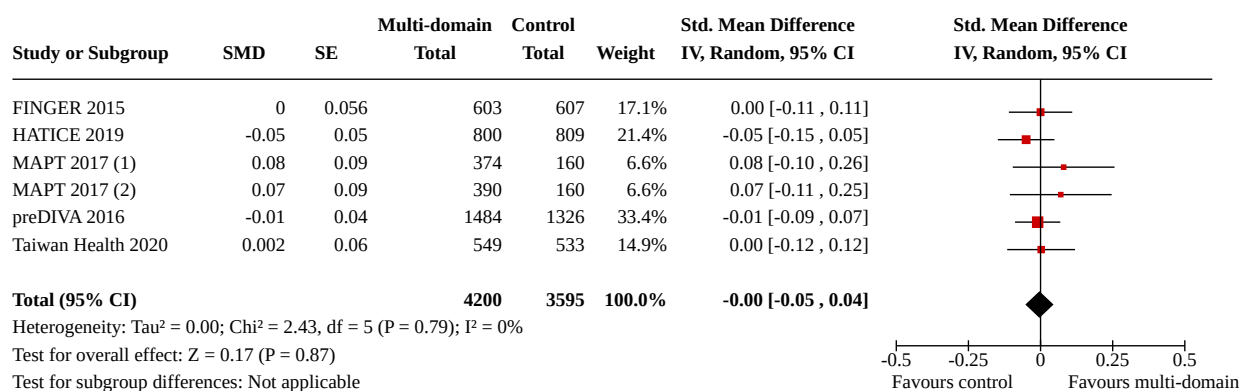 Multi-domain Control Std. Mean Difference Std. Mean Difference
Study or Subgroup SMD SE Total Total Weight IV, Random, 95% CI IV, Random, 95% CI
FINGER 2015 0 0.056 603 607 17.1% 0.00 [-0.11 , 0.11]
HATICE 2019 -0.05 0.05 800 809 21.4% -0.05 [-0.15 , 0.05]
MAPT 2017 (1) 0.08 0.09 374 160 6.6% 0.08 [-0.10 , 0.26]
MAPT 2017 (2) 0.07 0.09 390 160 6.6% 0.07 [-0.11 , 0.25]
preDIVA 2016 -0.01 0.04 1484 1326 33.4% -0.01 [-0.09 , 0.07]
Taiwan Health 2020 0.002 0.06 549 533 14.9% 0.00 [-0.12 , 0.12]
Total (95% CI) 4200 3595 100.0% -0.00 [-0.05 , 0.04]
Heterogeneity: Tau² = 0.00; Chi² = 2.43, df = 5 (P = 0.79); I² = 0%
Test for overall effect: Z = 0.17 (P = 0.87)
-0.5 -0.25 0 0.25 0.5
Test for subgroup differences: Not applicable Favours control Favours multi-domain